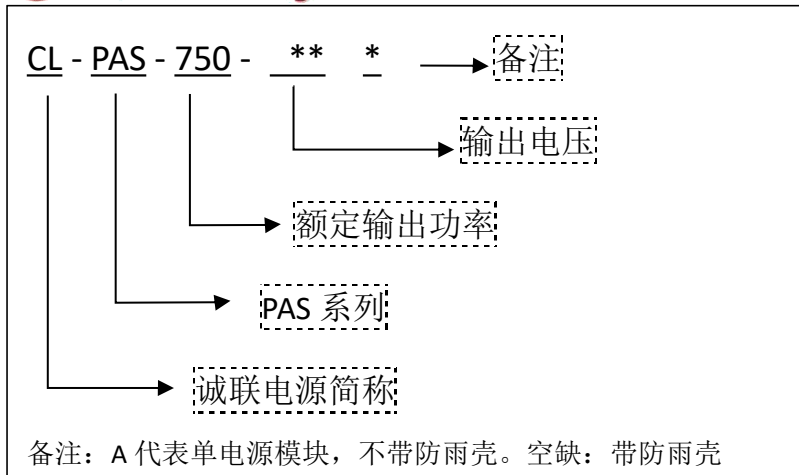 CL - PAS - 750 - ** * 备注
输出电压
额定输出功率
PAS 系列
诚联电源简称
备注：A 代表单电源模块，不带防雨壳。空缺：带防雨壳